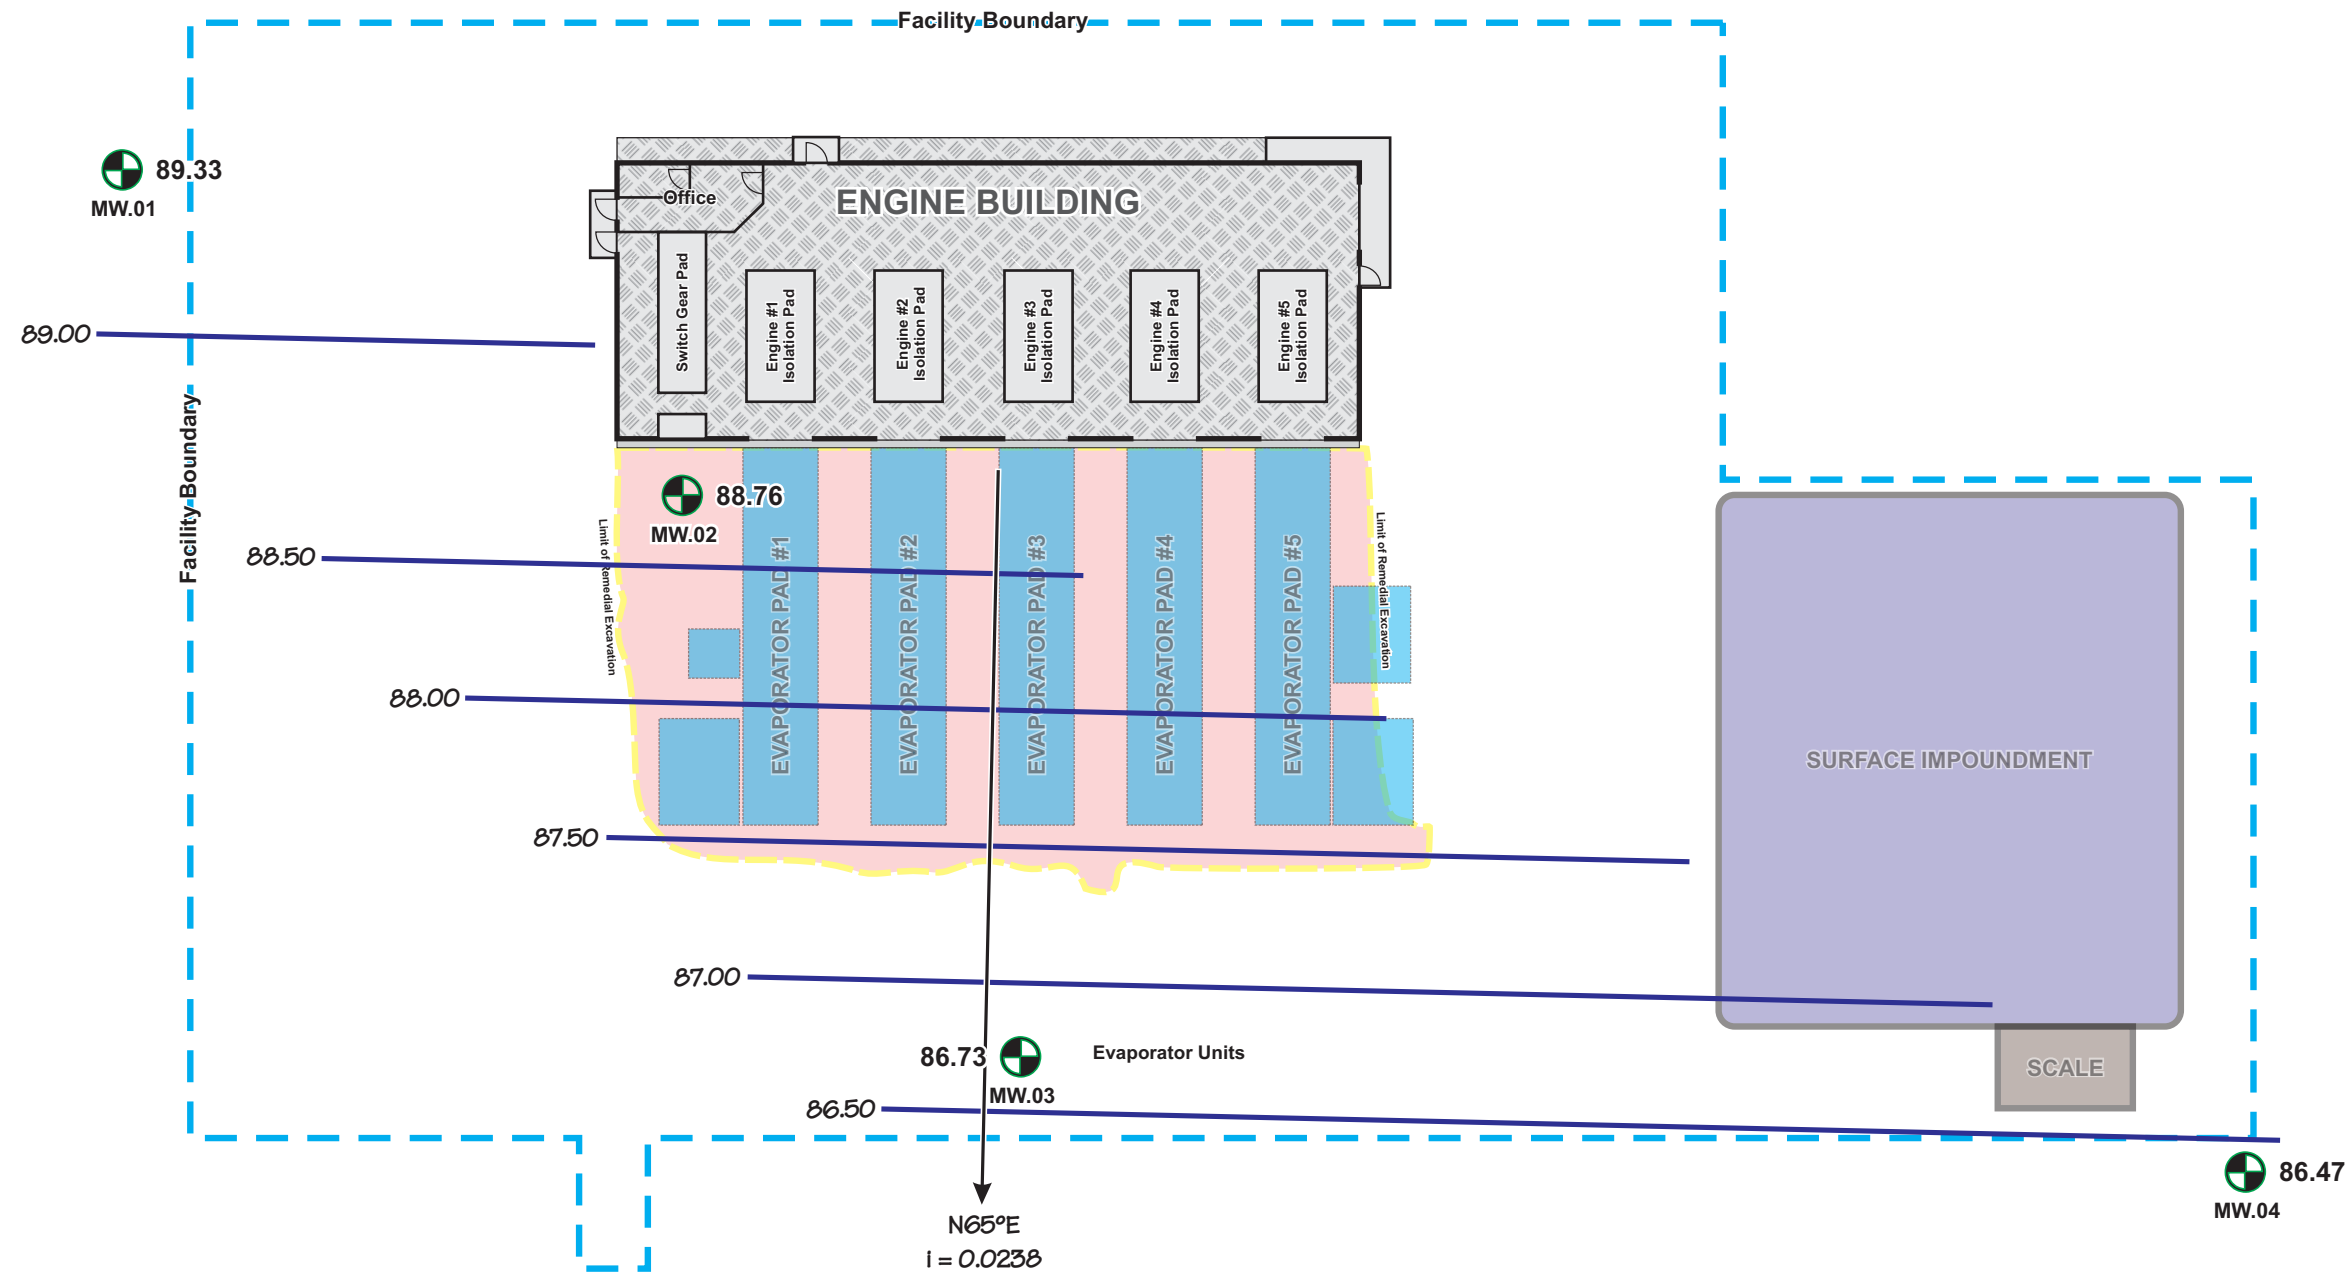 Facility Boundary
89.33
MW.01
Office
ENGINE BUILDING
Switch Gear Pad
Engine #1
Isolation Pad
Engine #2
Isolation Pad
Engine #3
Isolation Pad
Engine #4
Isolation Pad
Engine #5
Isolation Pad
89.00
Facility Boundary
88.76
MW.02
88.50
Limit of Remedial Excavation
EVAPORATOR PAD #1
EVAPORATOR PAD #2
EVAPORATOR PAD #3
EVAPORATOR PAD #4
EVAPORATOR PAD #5
Limit of Remedial Excavation
88.00
SURFACE IMPOUNDMENT
87.50
87.00
86.73
MW.03
Evaporator Units
SCALE
86.50
86.47
MW.04
N65°E
i = 0.0238